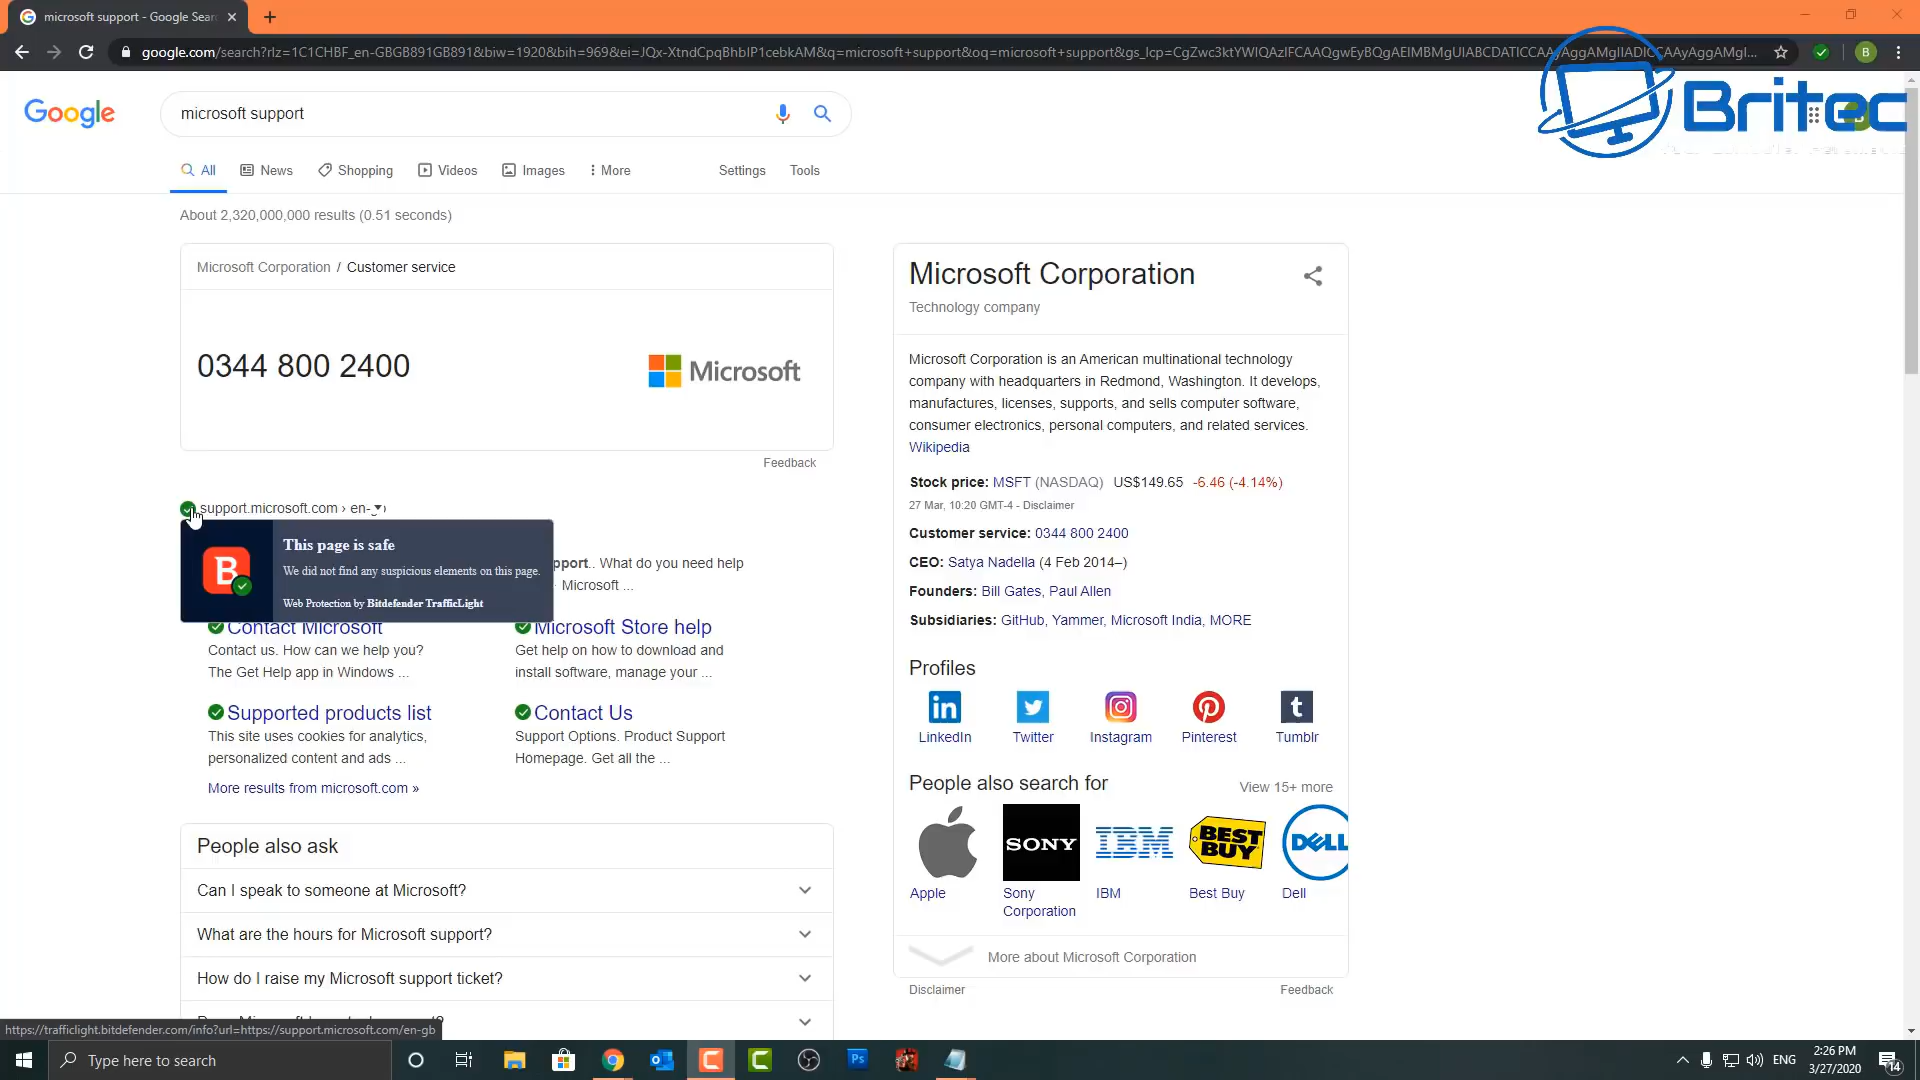 microsoft support - Google Sear
google.com/search?rlz=1C1CHBF_en-GBGB891GB891&biw=1920&bih=969&ei=JQx-XtndCpqBhbIP1cebkAM&q=microsoft+support&oq=microsoft+support&gs_lcp=
B
Britec
Google
microsoft support
All News Shopping Videos Images More Settings Tools
About 2,320,000,000 results (0.51 seconds)
Microsoft Corporation / Customer service
0344 800 2400
Microsoft
Feedback
support.microsoft.com › en-
This page is safe
We did not find any suspicious elements on this page.
Web Protection by Bitdefender TrafficLight
B
pport.. What do you need help
Microsoft ...
Contact Microsoft
Contact us. How can we help you?
The Get Help app in Windows ...
Microsoft Store help
Get help on how to download and
install software, manage your ...
Supported products list
This site uses cookies for analytics,
personalized content and ads ...
Contact Us
Support Options. Product Support
Homepage. Get all the ...
More results from microsoft.com »
People also ask
Can I speak to someone at Microsoft?
What are the hours for Microsoft support?
How do I raise my Microsoft support ticket?
Microsoft Corporation
Technology company
Microsoft Corporation is an American multinational technology
company with headquarters in Redmond, Washington. It develops,
manufactures, licenses, supports, and sells computer software,
consumer electronics, personal computers, and related services.
Wikipedia
Stock price: MSFT (NASDAQ) US$149.65 -6.46 (-4.14%)
27 Mar, 10:20 GMT-4 - Disclaimer
Customer service: 0344 800 2400
CEO: Satya Nadella (4 Feb 2014–)
Founders: Bill Gates, Paul Allen
Subsidiaries: GitHub, Yammer, Microsoft India, MORE
Profiles
in
t
LinkedIn Twitter Instagram Pinterest Tumblr
People also search for
View 15+ more
SONY
IBM
BEST
BUY
DELL
Apple
Sony
Corporation
IBM
Best Buy
Dell
More about Microsoft Corporation
Disclaimer
Feedback
https://trafficlight.bitdefender.com/info?url=https://support.microsoft.com/en-gb
Type here to search
Ps
ENG
2:26 PM
3/27/2020
14